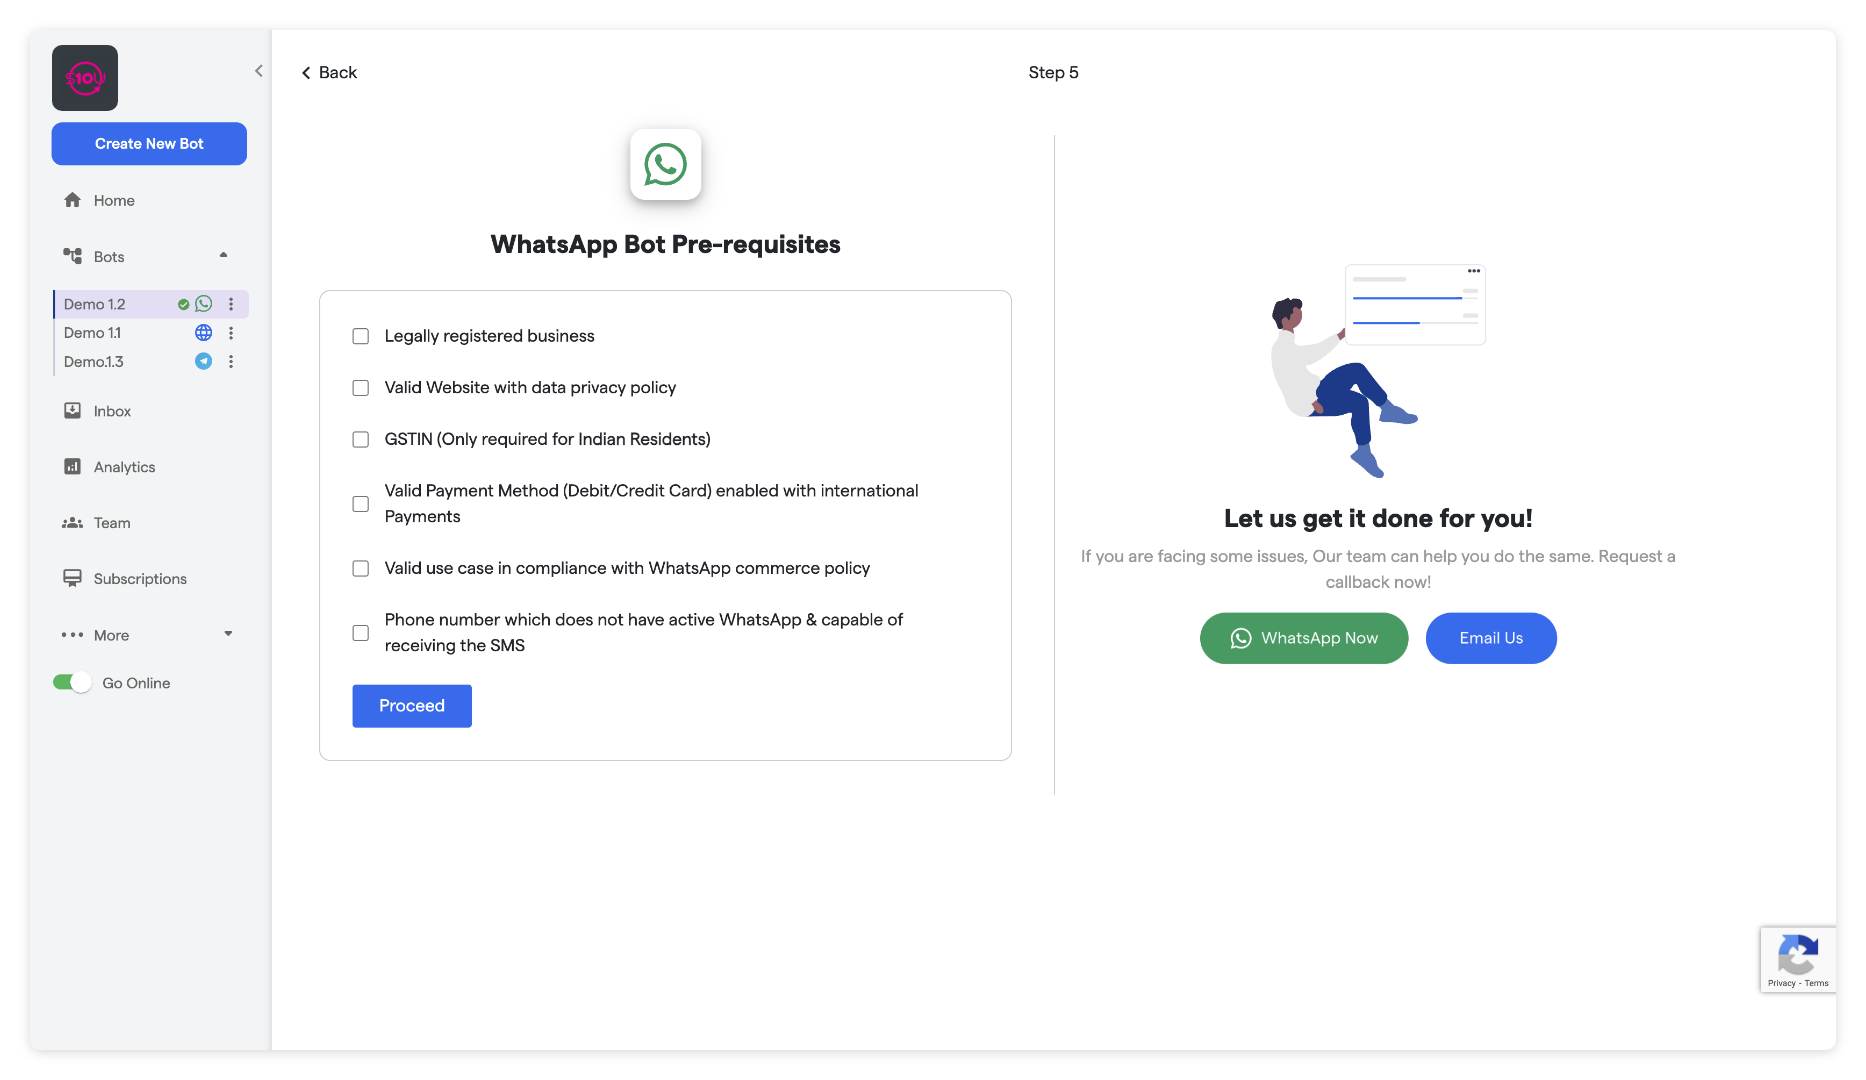 $10U
Create New Bot
Home
Bots
Demo 1.2
Demo 1.1
Demo.1.3
Inbox
Analytics
Team
Subscriptions
More
Go Online
Back
Step 5
WhatsApp Bot Pre-requisites
Legally registered business
Valid Website with data privacy policy
GSTIN (Only required for Indian Residents)
Valid Payment Method (Debit/Credit Card) enabled with international
Payments
Valid use case in compliance with WhatsApp commerce policy
Phone number which does not have active WhatsApp & capable of
receiving the SMS
Proceed
Let us get it done for you!
If you are facing some issues, Our team can help you do the same. Request a
callback now!
WhatsApp Now
Email Us
Privacy - Terms